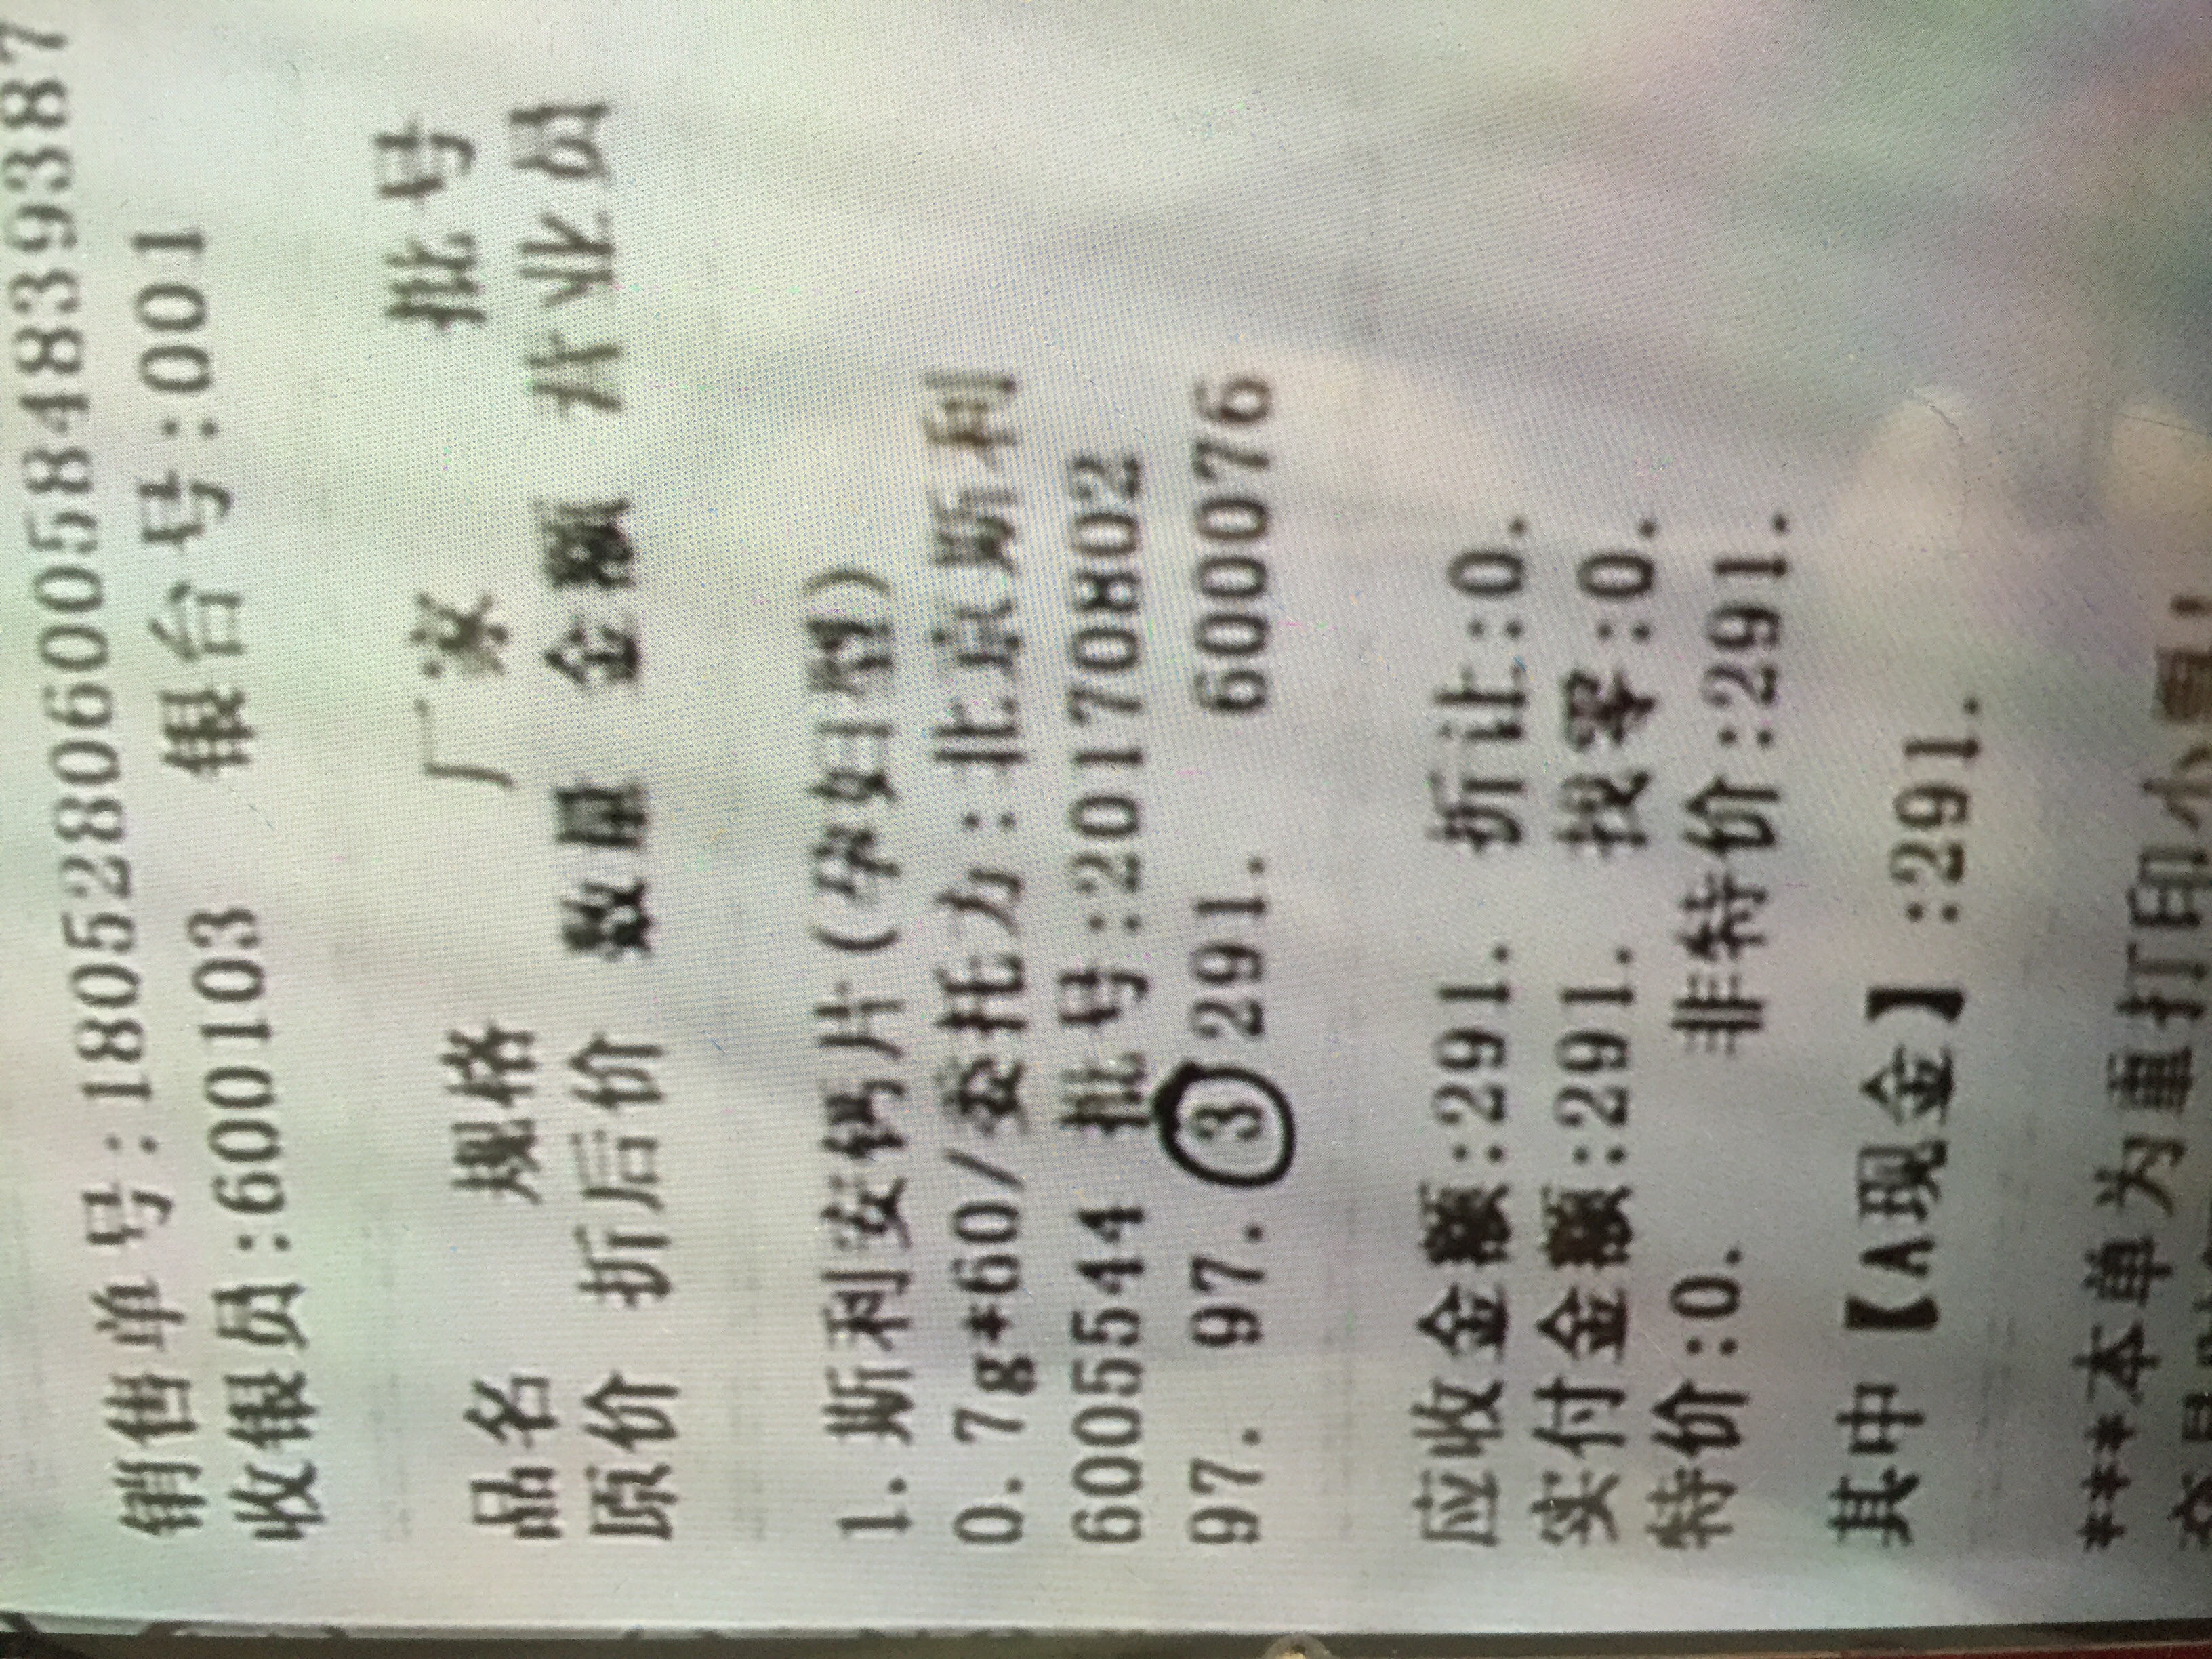 销售单号:180528060058483939387
收银员:600103 银台号:001
品名 规格 厂家 批号
原价 折后价 数量 金额 业员
1. 斯利安钙片(孕妇型)
0. 7g*60/委托方:北京斯利
6005544 批号:20170802
97. 97. 3 291. 600076
应收金额:291. 折让:0.
实付金额:291. 找零:0.
特价:0. 非特价:291.
其中【A现金】:291.
***本单为重打印小票!